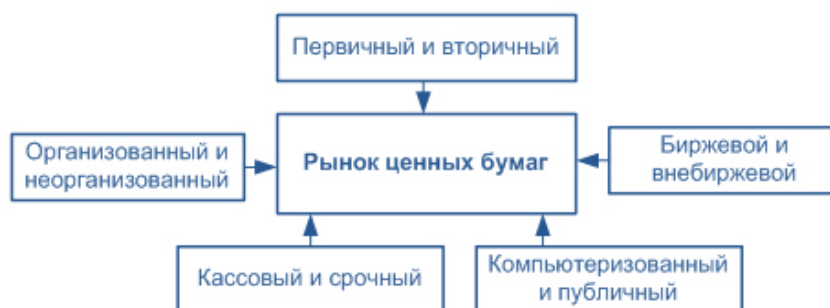 Первичный и вторичный
Организованный и
неорганизованный
Рынок ценных бумаг
Биржевой и
внебиржевой
Кассовый и срочный
Компьютеризованный
и публичный